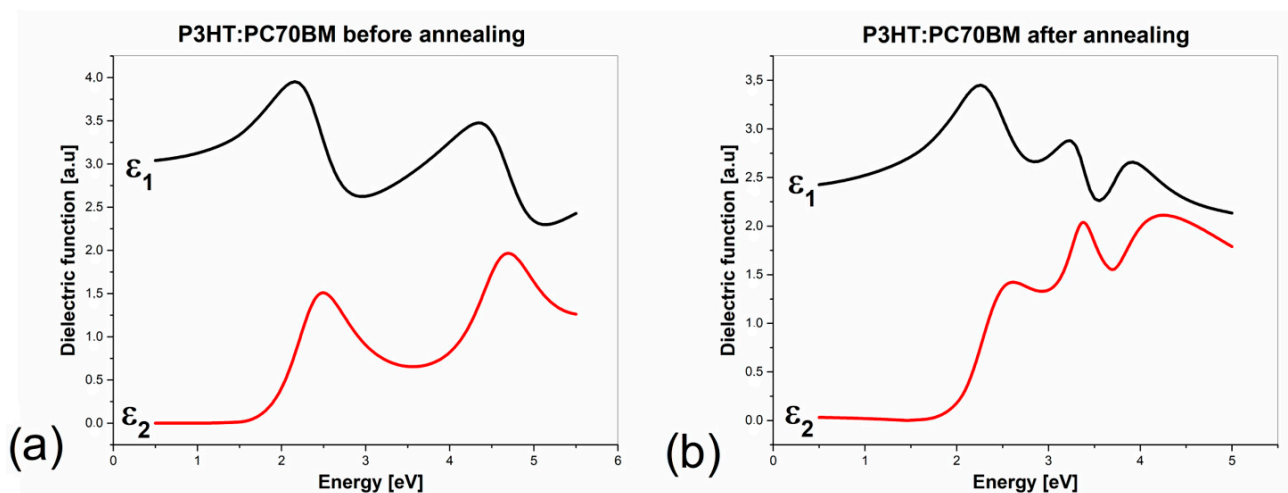 P3HT:PC70BM before annealing
4.0
3.5
3.0
2.5
2.0
1.5
1.0
0.5
0.0
Dielectric function [a.u]
ε1
ε2
0 1 2 3 4 5 6
Energy [eV]
(a)
P3HT:PC70BM after annealing
3,5
3.0
2.5
2.0
1.5
1.0
0.5
0.0
Dielectric function [a.u]
ε1
ε2
0 1 2 3 4 5
Energy [eV]
(b)